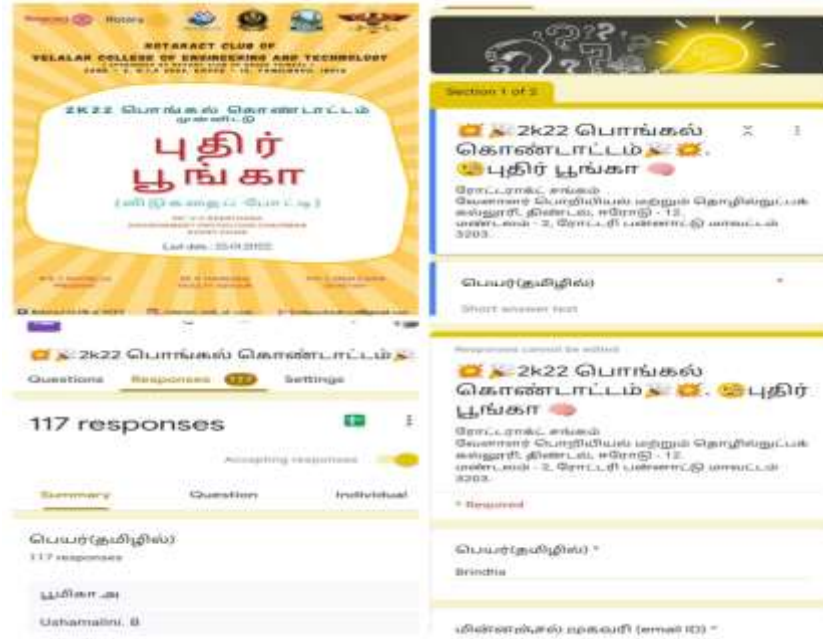 Rotary
ROTARACT CLUB OF
VELALAR COLLEGE OF ENGINEERING AND TECHNOLOGY
2K22 பொங்கல் கொண்டாட்டம்
முன்னிட்டு
புதிர்
பூங்கா
(விடுகதைப் போட்டி)
2k22 பொங்கல் கொண்டாட்டம்
Questions Responses 117 Settings
117 responses
Accepting responses
Summary Question Individual
பெயர்(தமிழில்)
117 responses
பூமிகா.அ
Ushamalini. B
Section 1 of 2
💥🎉2k22 பொங்கல்
கொண்டாட்டம்🎉💥.
🧐புதிர் பூங்கா 🧠
ரோட்டராக்ட் சங்கம்
வேளாளர் பொறியியல் மற்றும் தொழில்நுட்பக்
கல்லூரி, திண்டல், ஈரோடு - 12.
மண்டலம் - 2, ரோட்டரி பன்னாட்டு மாவட்டம்
3203.
பெயர்(தமிழில்) *
Short answer text
Responses cannot be edited
💥🎉2k22 பொங்கல்
கொண்டாட்டம்🎉💥. 🧐புதிர்
பூங்கா 🧠
ரோட்டராக்ட் சங்கம்
வேளாளர் பொறியியல் மற்றும் தொழில்நுட்பக்
கல்லூரி, திண்டல், ஈரோடு - 12.
மண்டலம் - 2, ரோட்டரி பன்னாட்டு மாவட்டம்
3203.
* Required
பெயர்(தமிழில்) *
Brindha
மின்னஞ்சல் முகவரி (email ID) *